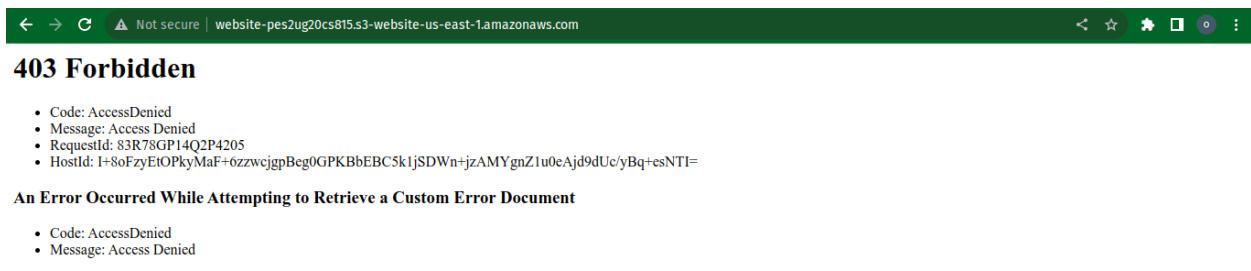 Not secure | website-pes2ug20cs815.s3-website-us-east-1.amazonaws.com
403 Forbidden
• Code: AccessDenied
• Message: Access Denied
• RequestId: 83R78GP14Q2P4205
• HostId: I+8oFzyEtOPkyMaF+6zzwcjgpBeg0GPKBbEBC5k1jSDWn+jzAMYgnZ1u0eAjd9dUc/yBq+esNTI=
An Error Occurred While Attempting to Retrieve a Custom Error Document
• Code: AccessDenied
• Message: Access Denied